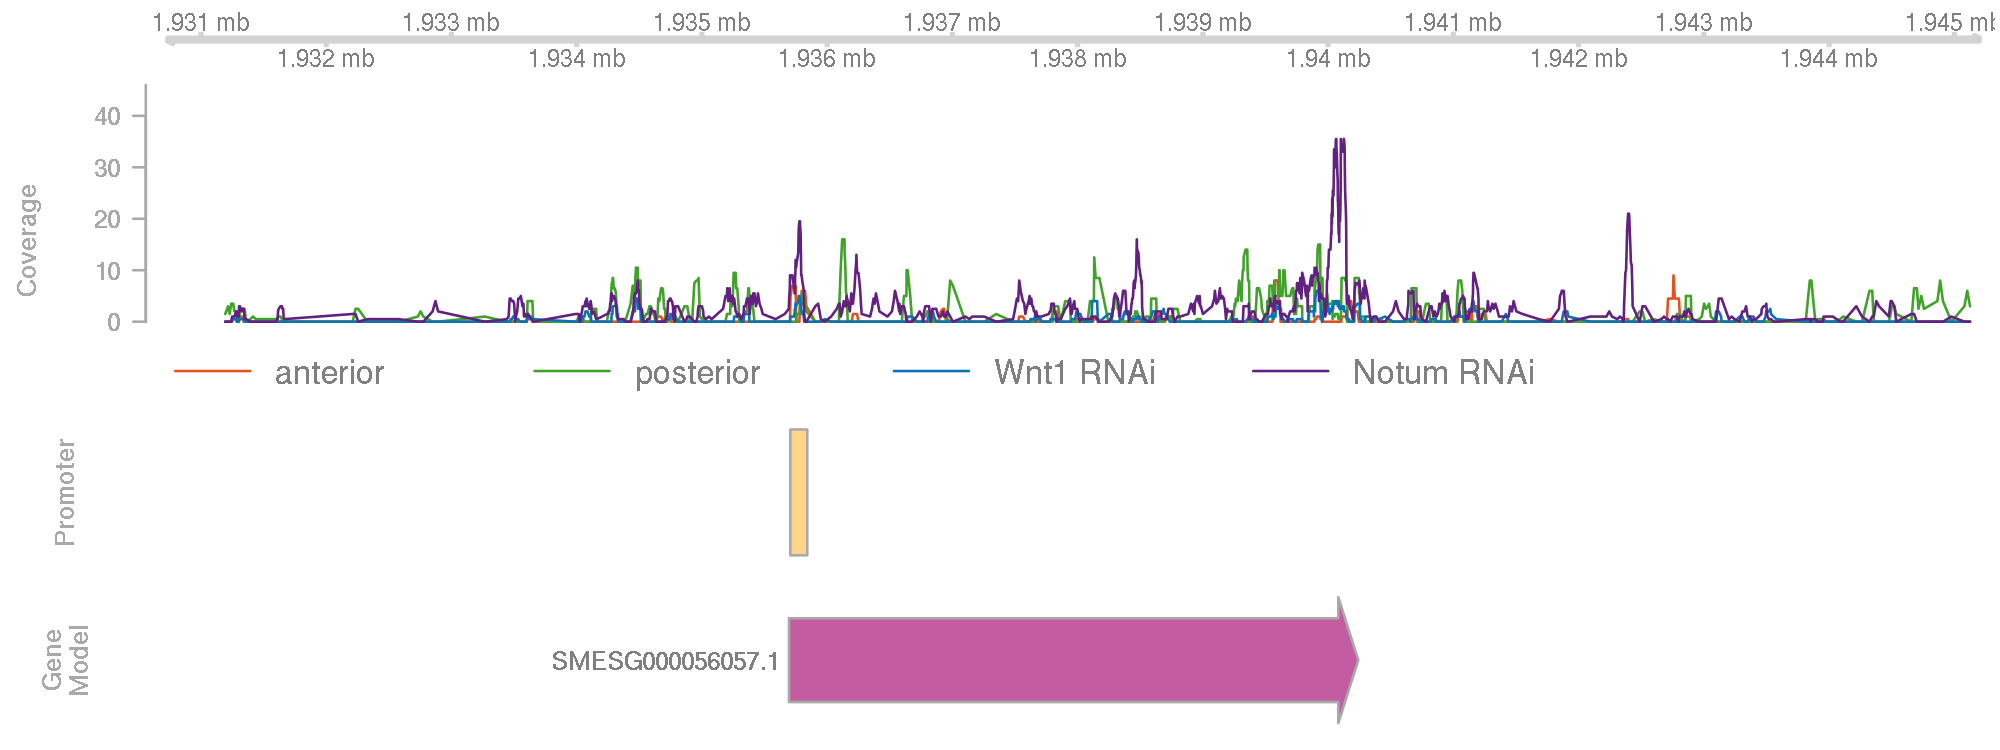 1.931 mb 1.933 mb 1.935 mb 1.937 mb 1.939 mb 1.941 mb 1.943 mb 1.945 mb
1.932 mb 1.934 mb 1.936 mb 1.938 mb 1.94 mb 1.942 mb 1.944 mb
Coverage
40
30
20
10
0
anterior posterior Wnt1 RNAi Notum RNAi
Promoter
Gene
Model
SMESG000056057.1